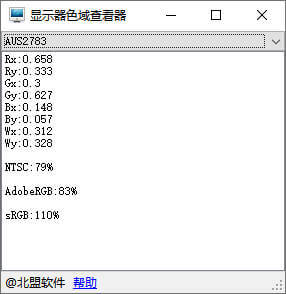 显示器色域查看器
AUS2783
Rx:0.658
Ry:0.333
Gx:0.3
Gy:0.627
Bx:0.148
By:0.057
Wx:0.312
Wy:0.328
NTSC:79%
AdobeRGB:83%
sRGB:110%
@北盟软件 帮助